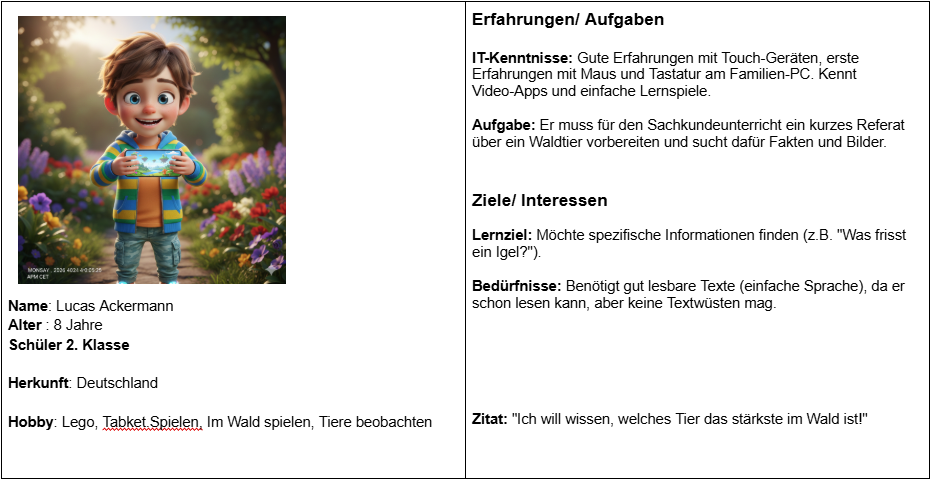 MONDAY
Name: Lucas Ackermann
Alter : 8 Jahre
Schüler 2. Klasse
Herkunft: Deutschland
Hobby: Lego, Tabket.Spielen, Im Wald spielen, Tiere beobachten
Erfahrungen/ Aufgaben
IT-Kenntnisse: Gute Erfahrungen mit Touch-Geräten, erste
Erfahrungen mit Maus und Tastatur am Familien-PC. Kennt
Video-Apps und einfache Lernspiele.
Aufgabe: Er muss für den Sachkundeunterricht ein kurzes Referat
über ein Waldtier vorbereiten und sucht dafür Fakten und Bilder.
Ziele/ Interessen
Lernziel: Möchte spezifische Informationen finden (z.B. "Was frisst
ein Igel?").
Bedürfnisse: Benötigt gut lesbare Texte (einfache Sprache), da er
schon lesen kann, aber keine Textwüsten mag.
Zitat: "Ich will wissen, welches Tier das stärkste im Wald ist!"